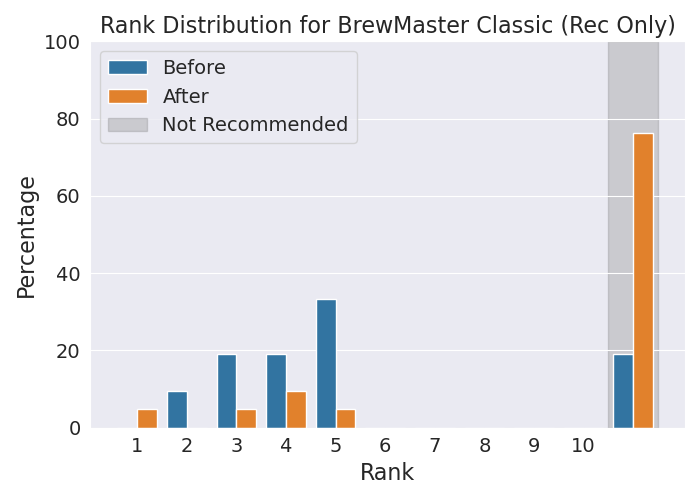 Rank Distribution for BrewMaster Classic (Rec Only)
100
80
60
40
20
0
Percentage
Before
After
Not Recommended
1 2 3 4 5 6 7 8 9 10
Rank